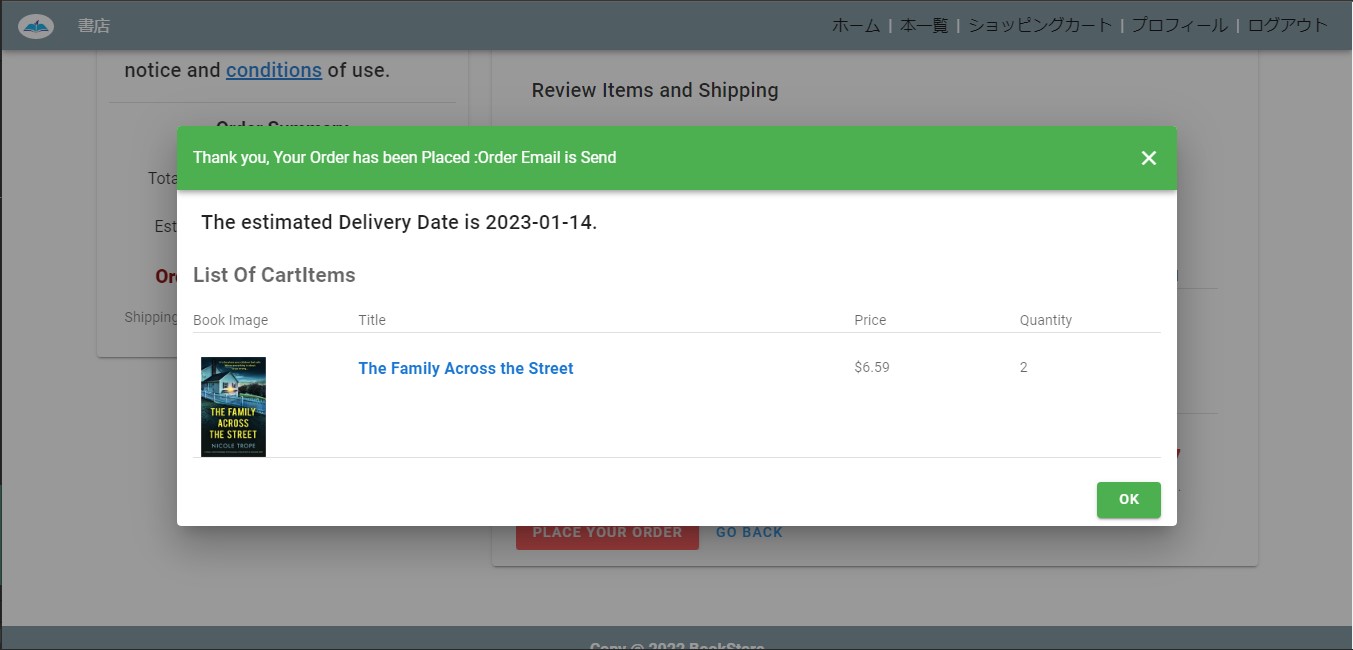 書店
ホーム | 本一覧 | ショッピングカート | プロフィール | ログアウト
notice and conditions of use.
Review Items and Shipping
Order Summary
Thank you, Your Order has been Placed :Order Email is Send
The estimated Delivery Date is 2023-01-14.
List Of CartItems
Shipping
Book Image Title Price Quantity
The Family Across the Street $6.59 2
THE FAMILY
ACROSS
THE STREET
NICOLE TROPE
OK
PLACE YOUR ORDER GO BACK
Copy @ 2022 BookStore